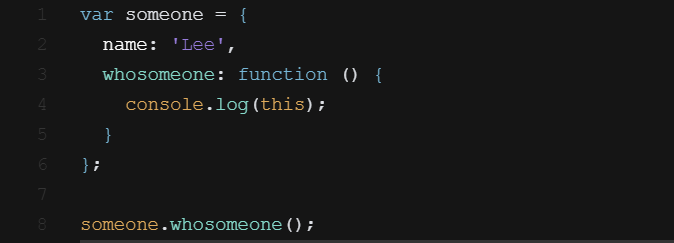 1 var someone = {
2   name: 'Lee',
3   whosomeone: function () {
4     console.log(this);
5   }
6 };
7
8 someone.whosomeone();